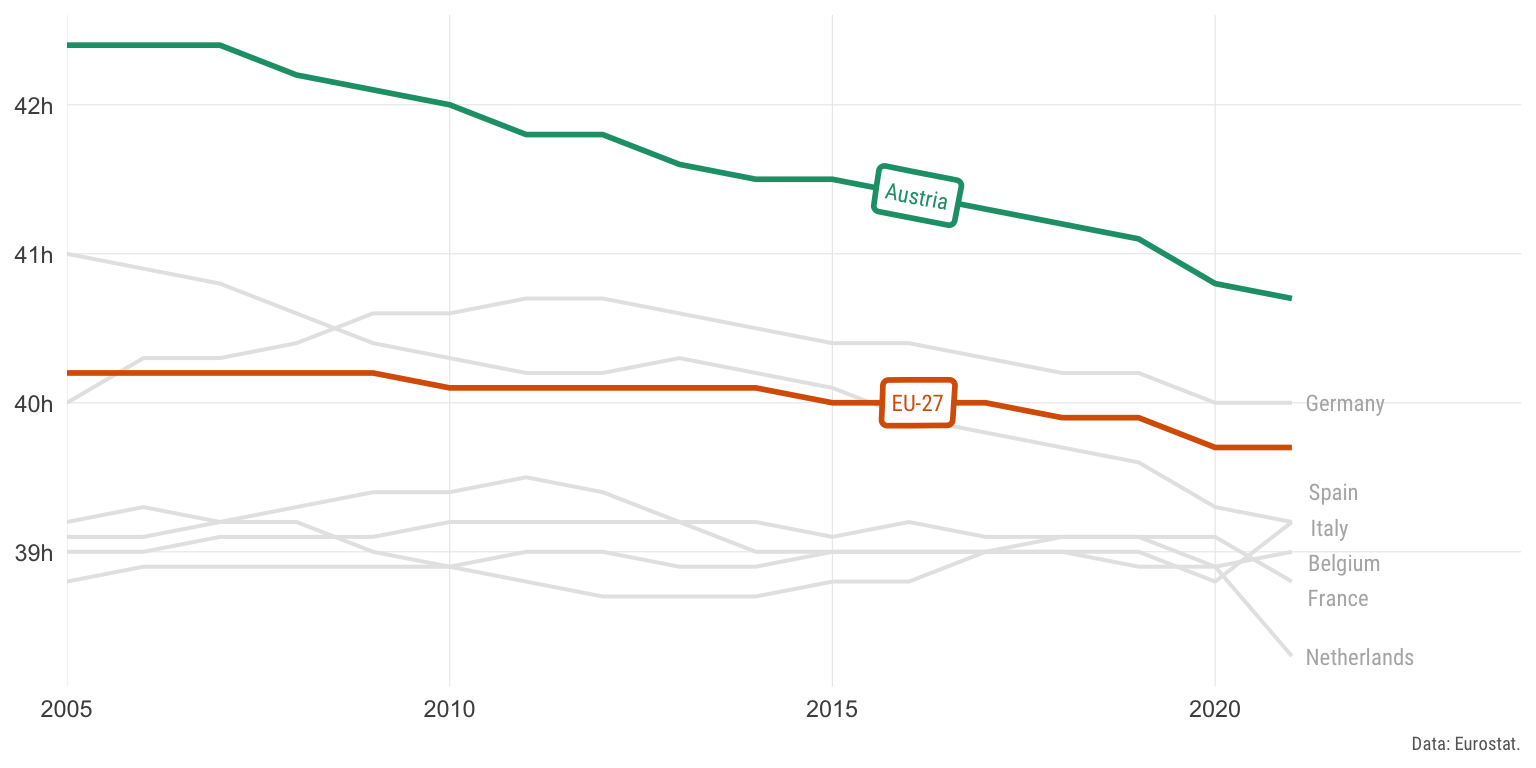 42h
Austria
41h
40h
EU-27
Germany
Spain
Italy
39h
Belgium
France
Netherlands
2005 2010 2015 2020
Data: Eurostat.